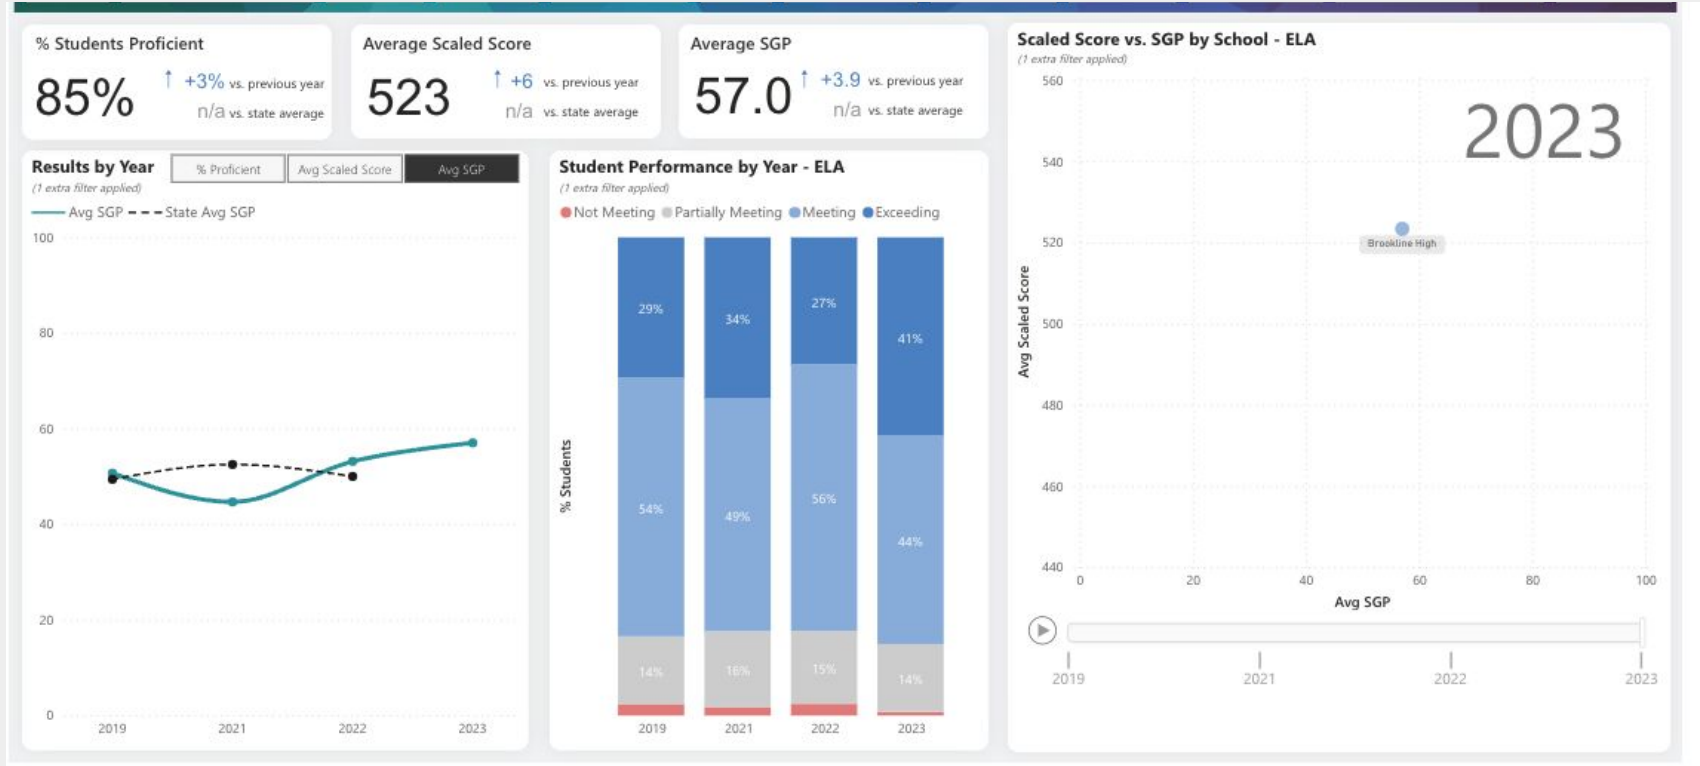 % Students Proficient
85%
↑ +3% vs. previous year
n/a vs. state average
Average Scaled Score
523
↑ +6 vs. previous year
n/a vs. state average
Average SGP
57.0
↑ +3.9 vs. previous year
n/a vs. state average
Results by Year
(1 extra filter applied)
% Proficient
Avg Scaled Score
Avg SGP
Avg SGP
State Avg SGP
100
80
60
40
20
0
2019 2021 2022 2023
Student Performance by Year - ELA
(1 extra filter applied)
Not Meeting Partially Meeting Meeting Exceeding
% Students
29% 34% 27% 41%
54% 49% 56% 44%
14% 16% 15% 14%
2019 2021 2022 2023
Scaled Score vs. SGP by School - ELA
(1 extra filter applied)
2023
Avg Scaled Score
560
540
520
500
480
460
440
Brookline High
0 20 40 60 80 100
Avg SGP
2019 2021 2022 2023